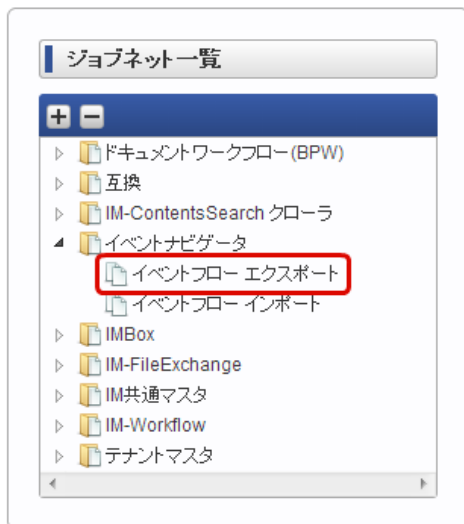 ジョブネット一覧
ドキュメントワークフロー(BPW)
互換
IM-ContentsSearch クローラ
イベントナビゲータ
イベントフロー エクスポート
イベントフロー インポート
IMBox
IM-FileExchange
IM共通マスタ
IM-Workflow
テナントマスタ